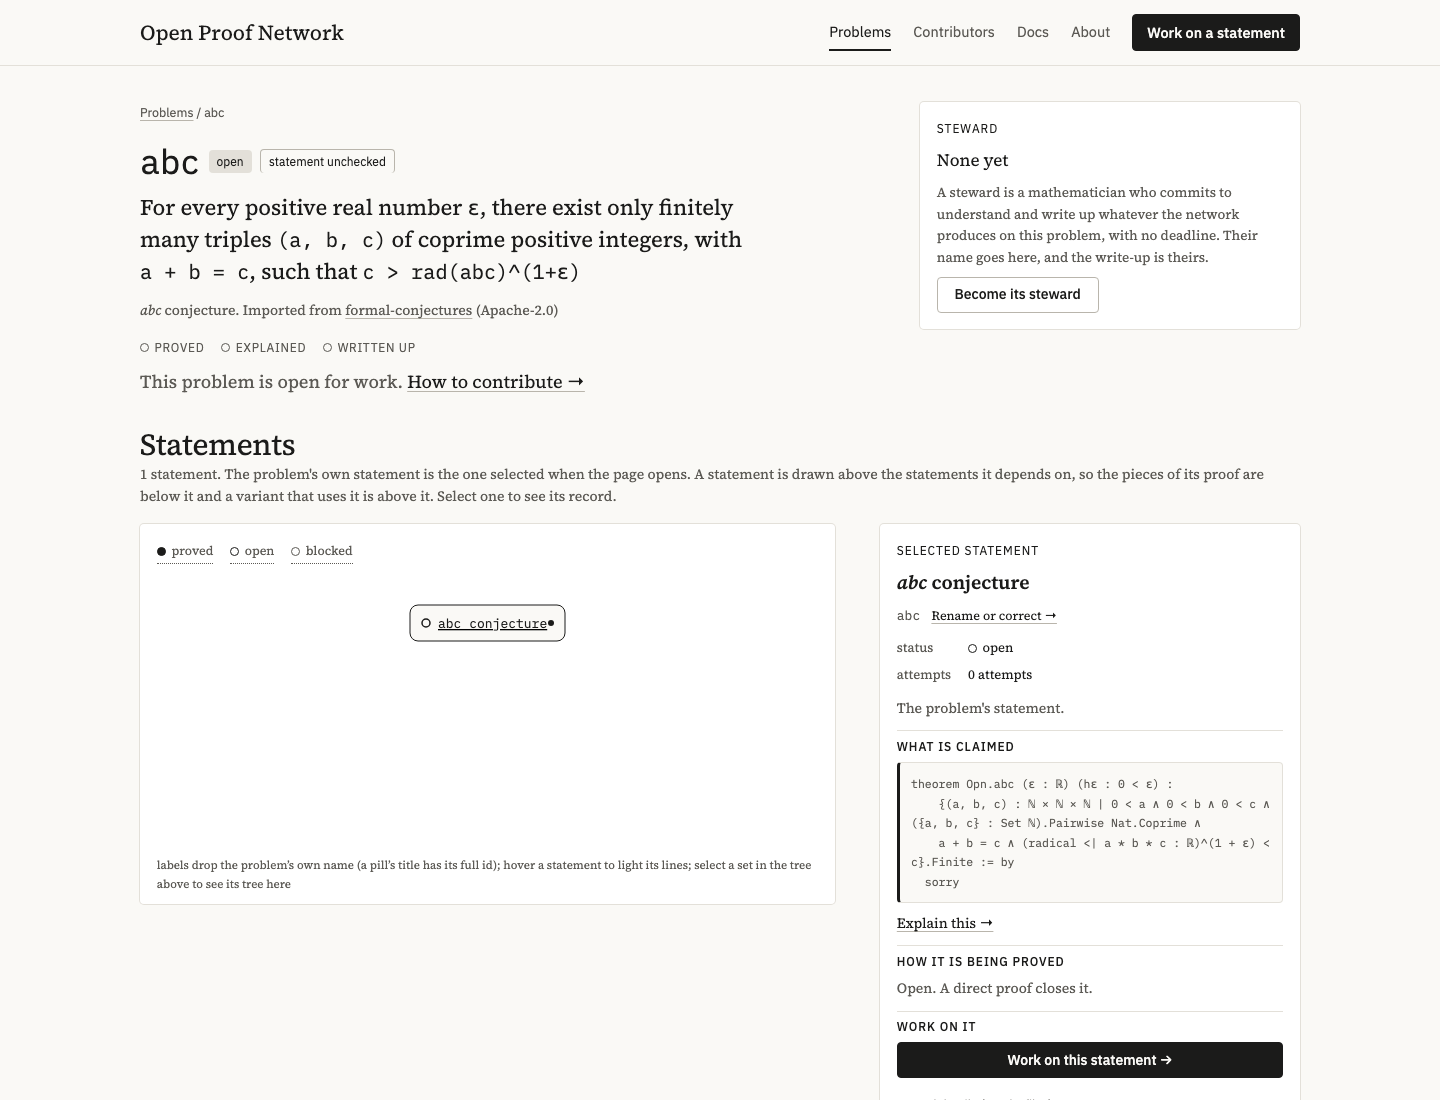 Open Proof Network
Problems
Contributors
Docs
About
Work on a statement
Problems / abc
abc
open
statement unchecked
For every positive real number ε, there exist only finitely
many triples (a, b, c) of coprime positive integers, with
a + b = c, such that c > rad(abc)^(1+ε)
abc conjecture. Imported from formal-conjectures (Apache-2.0)
PROVED
EXPLAINED
WRITTEN UP
This problem is open for work. How to contribute →
STEWARD
None yet
A steward is a mathematician who commits to
understand and write up whatever the network
produces on this problem, with no deadline. Their
name goes here, and the write-up is theirs.
Become its steward
Statements
1 statement. The problem's own statement is the one selected when the page opens. A statement is drawn above the statements it depends on, so the pieces of its proof are
below it and a variant that uses it is above it. Select one to see its record.
proved
open
blocked
abc conjecture
labels drop the problem's own name (a pill's title has its full id); hover a statement to light its lines; select a set in the tree
above to see its tree here
SELECTED STATEMENT
abc conjecture
abc
Rename or correct →
status
open
attempts
0 attempts
The problem's statement.
WHAT IS CLAIMED
theorem Opn.abc (ε : ℝ) (hε : 0 < ε) :
{(a, b, c) : ℕ × ℕ × ℕ | 0 < a ∧ 0 < b ∧ 0 < c ∧
({a, b, c} : Set ℕ).Pairwise Nat.Coprime ∧
a + b = c ∧ (radical <| a * b * c : ℝ)^(1 + ε) <
c}.Finite := by
sorry
Explain this →
HOW IT IS BEING PROVED
Open. A direct proof closes it.
WORK ON IT
Work on this statement →